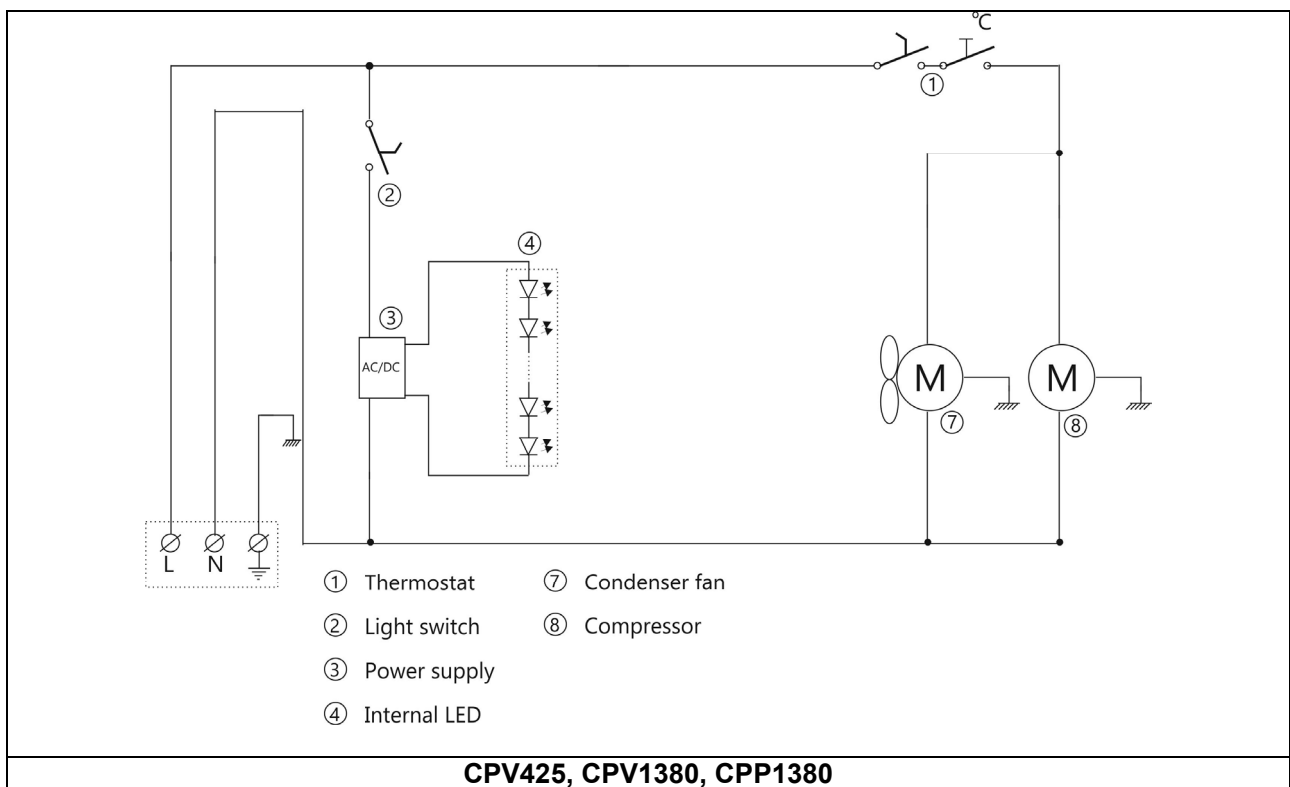 °C
①
②
④
③
AC/DC
M
M
⑦
⑧
L N
① Thermostat ⑦ Condenser fan
② Light switch ⑧ Compressor
③ Power supply
④ Internal LED
CPV425, CPV1380, CPP1380